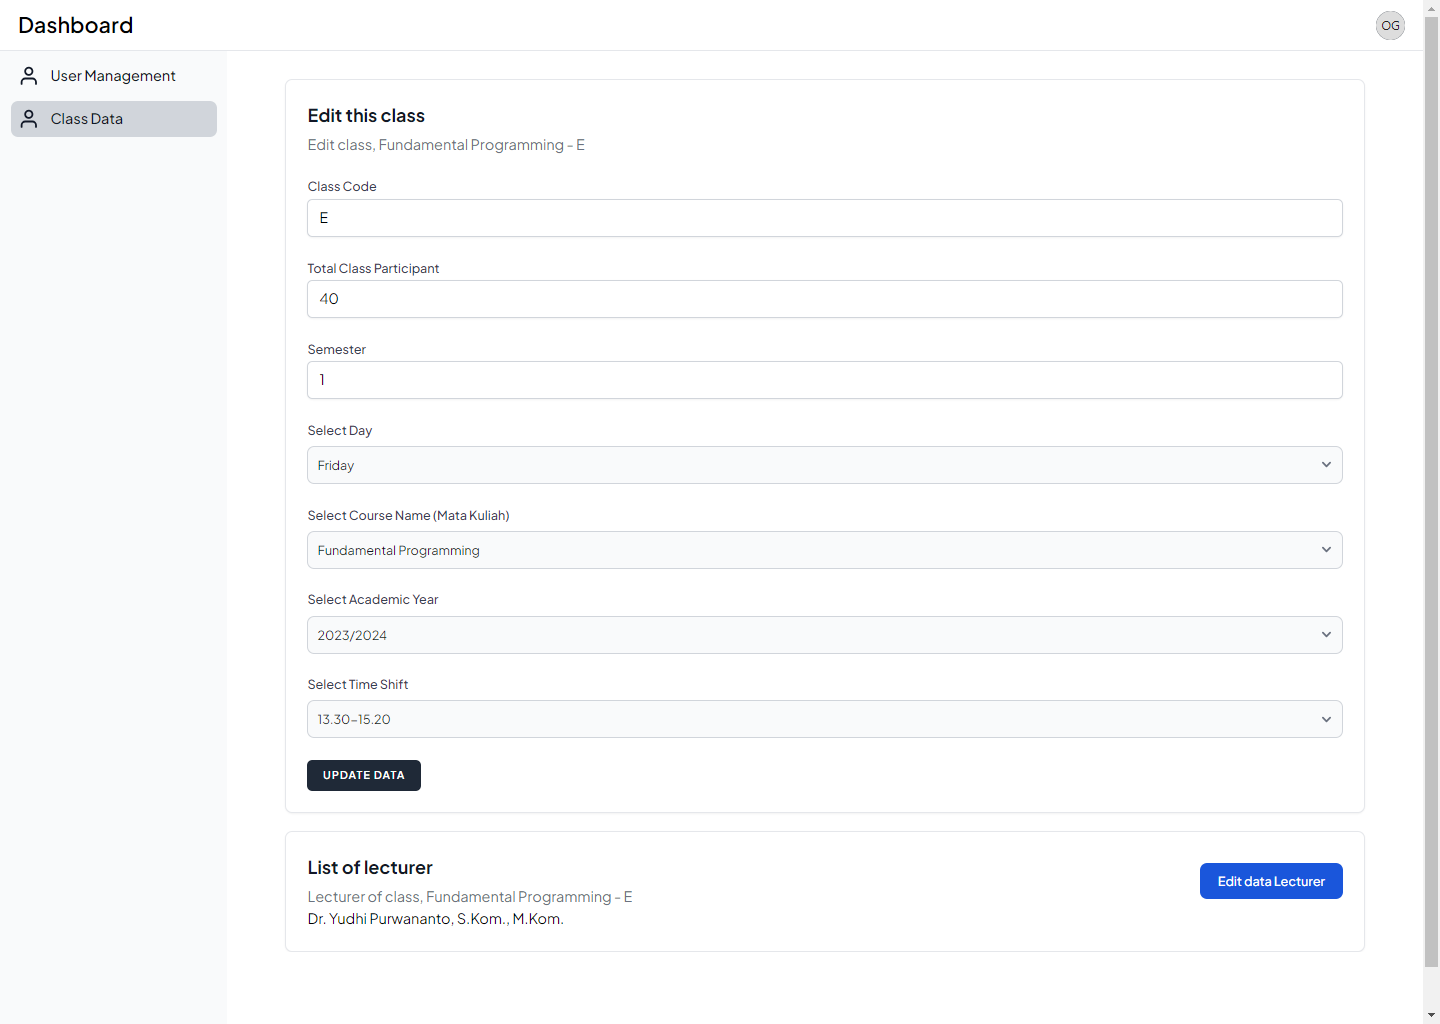 Dashboard
OG
User Management
Class Data
Edit this class
Edit class, Fundamental Programming - E
Class Code
E
Total Class Participant
40
Semester
1
Select Day
Friday
Select Course Name (Mata Kuliah)
Fundamental Programming
Select Academic Year
2023/2024
Select Time Shift
13.30-15.20
UPDATE DATA
List of lecturer
Lecturer of class, Fundamental Programming - E
Dr. Yudhi Purwananto, S.Kom., M.Kom.
Edit data Lecturer